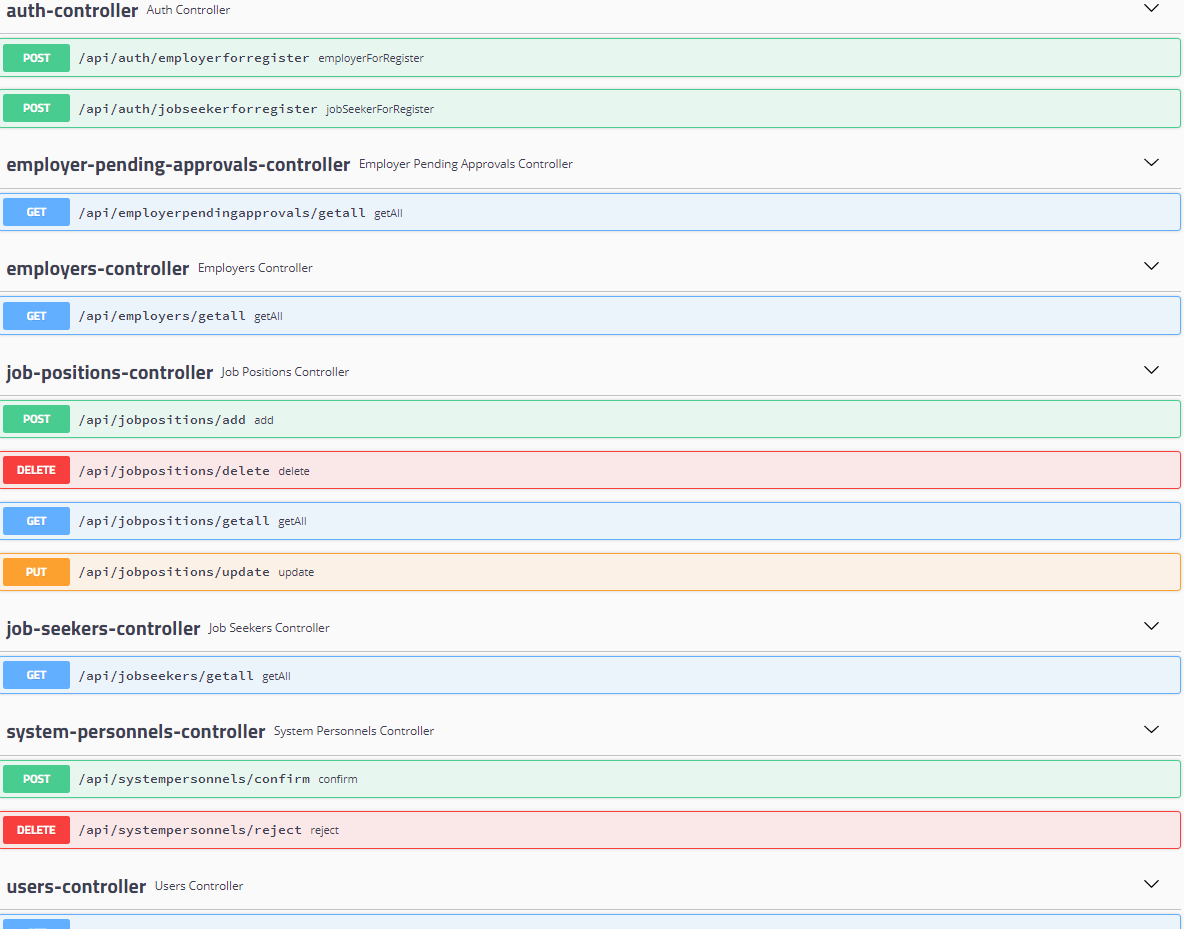 auth-controller Auth Controller
POST /api/auth/employerforregister employerForRegister
POST /api/auth/jobseekerforregister jobSeekerForRegister
employer-pending-approvals-controller Employer Pending Approvals Controller
GET /api/employerpendingapprovals/getall getAll
employers-controller Employers Controller
GET /api/employers/getall getAll
job-positions-controller Job Positions Controller
POST /api/jobpositions/add add
DELETE /api/jobpositions/delete delete
GET /api/jobpositions/getall getAll
PUT /api/jobpositions/update update
job-seekers-controller Job Seekers Controller
GET /api/jobseekers/getall getAll
system-personnels-controller System Personnels Controller
POST /api/systempersonnels/confirm confirm
DELETE /api/systempersonnels/reject reject
users-controller Users Controller